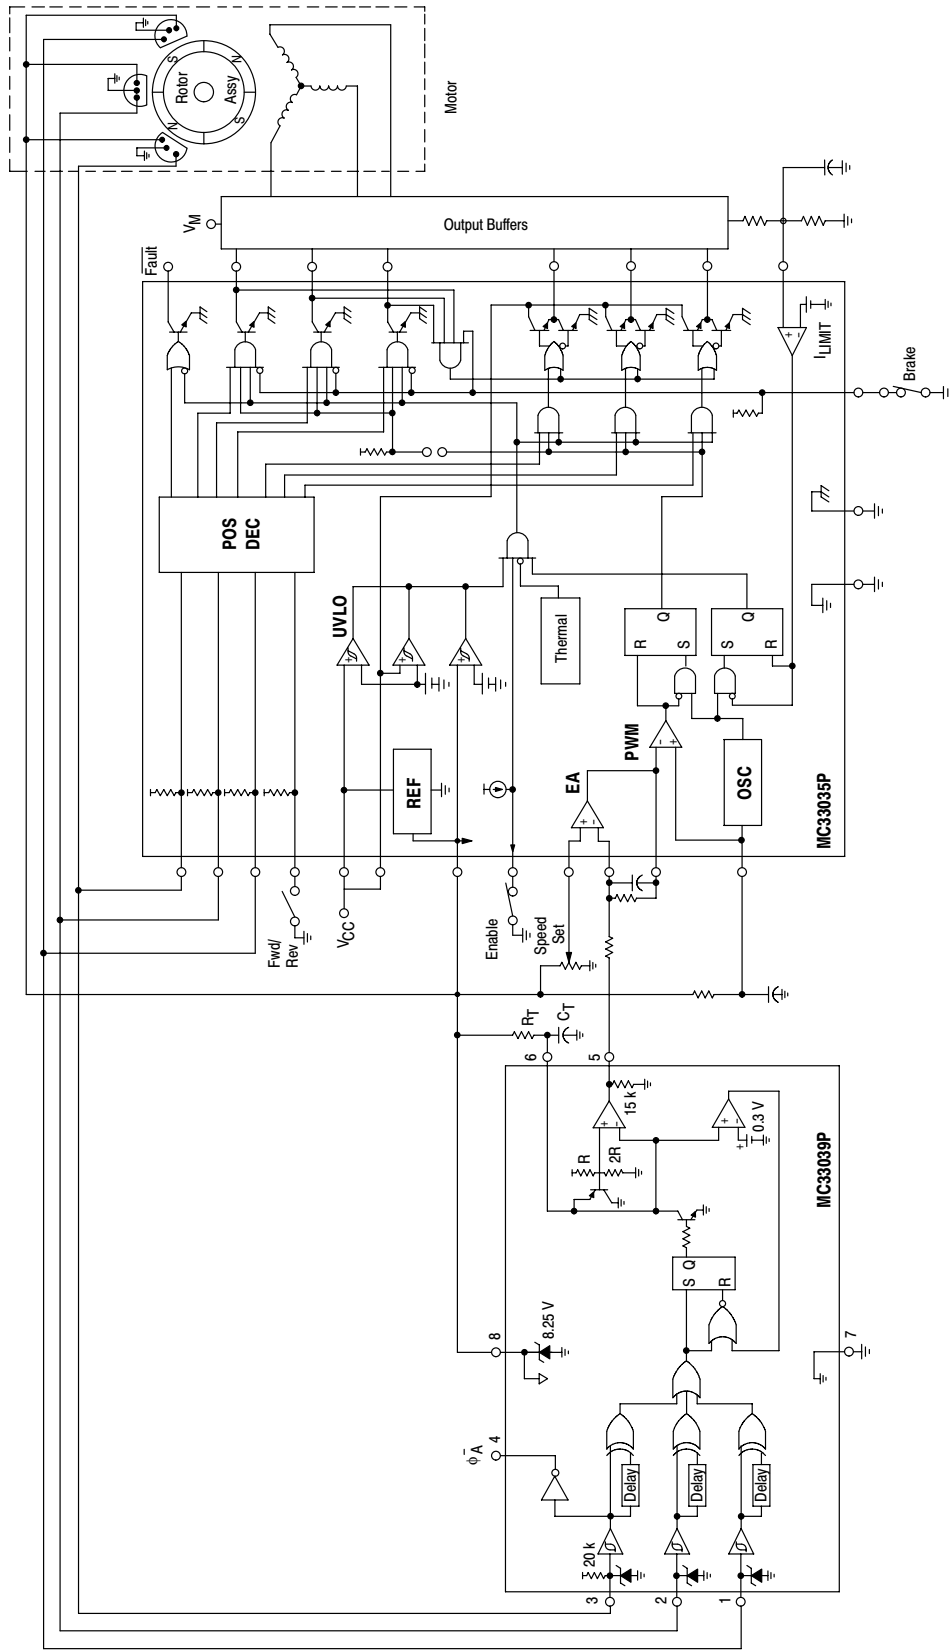 Rotor
Assy
N
S
N
S
Motor
V_M
Output Buffers
Fault
I_LIMIT
Brake
POS
DEC
UVLO
Thermal
R
Q
S
S
Q
R
REF
EA
PWM
OSC
MC33035P
Fwd/
Rev
VCC
Enable
Speed
Set
R_T
C_T
6
5
15 k
R
2R
0.3 V
MC33039P
S Q
R
8
8.25 V
7
φ̄A
4
Delay
Delay
Delay
20 k
3
2
1